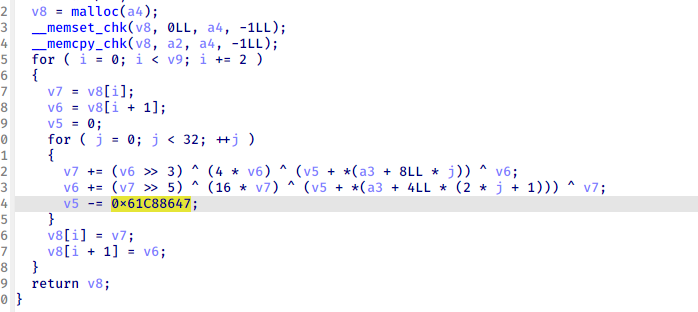 2 v8 = malloc(a4);
3 __memset_chk(v8, 0LL, a4, -1LL);
4 __memcpy_chk(v8, a2, a4, -1LL);
5 for ( i = 0; i < v9; i += 2 )
6 {
7 v7 = v8[i];
8 v6 = v8[i + 1];
9 v5 = 0;
0 for ( j = 0; j < 32; ++j )
1 {
2 v7 += (v6 >> 3) ^ (4 * v6) ^ (v5 + *(a3 + 8LL * j)) ^ v6;
3 v6 += (v7 >> 5) ^ (16 * v7) ^ (v5 + *(a3 + 4LL * (2 * j + 1))) ^ v7;
4 v5 -= 0x61C88647;
5 }
6 v8[i] = v7;
7 v8[i + 1] = v6;
8 }
9 return v8;
0 }